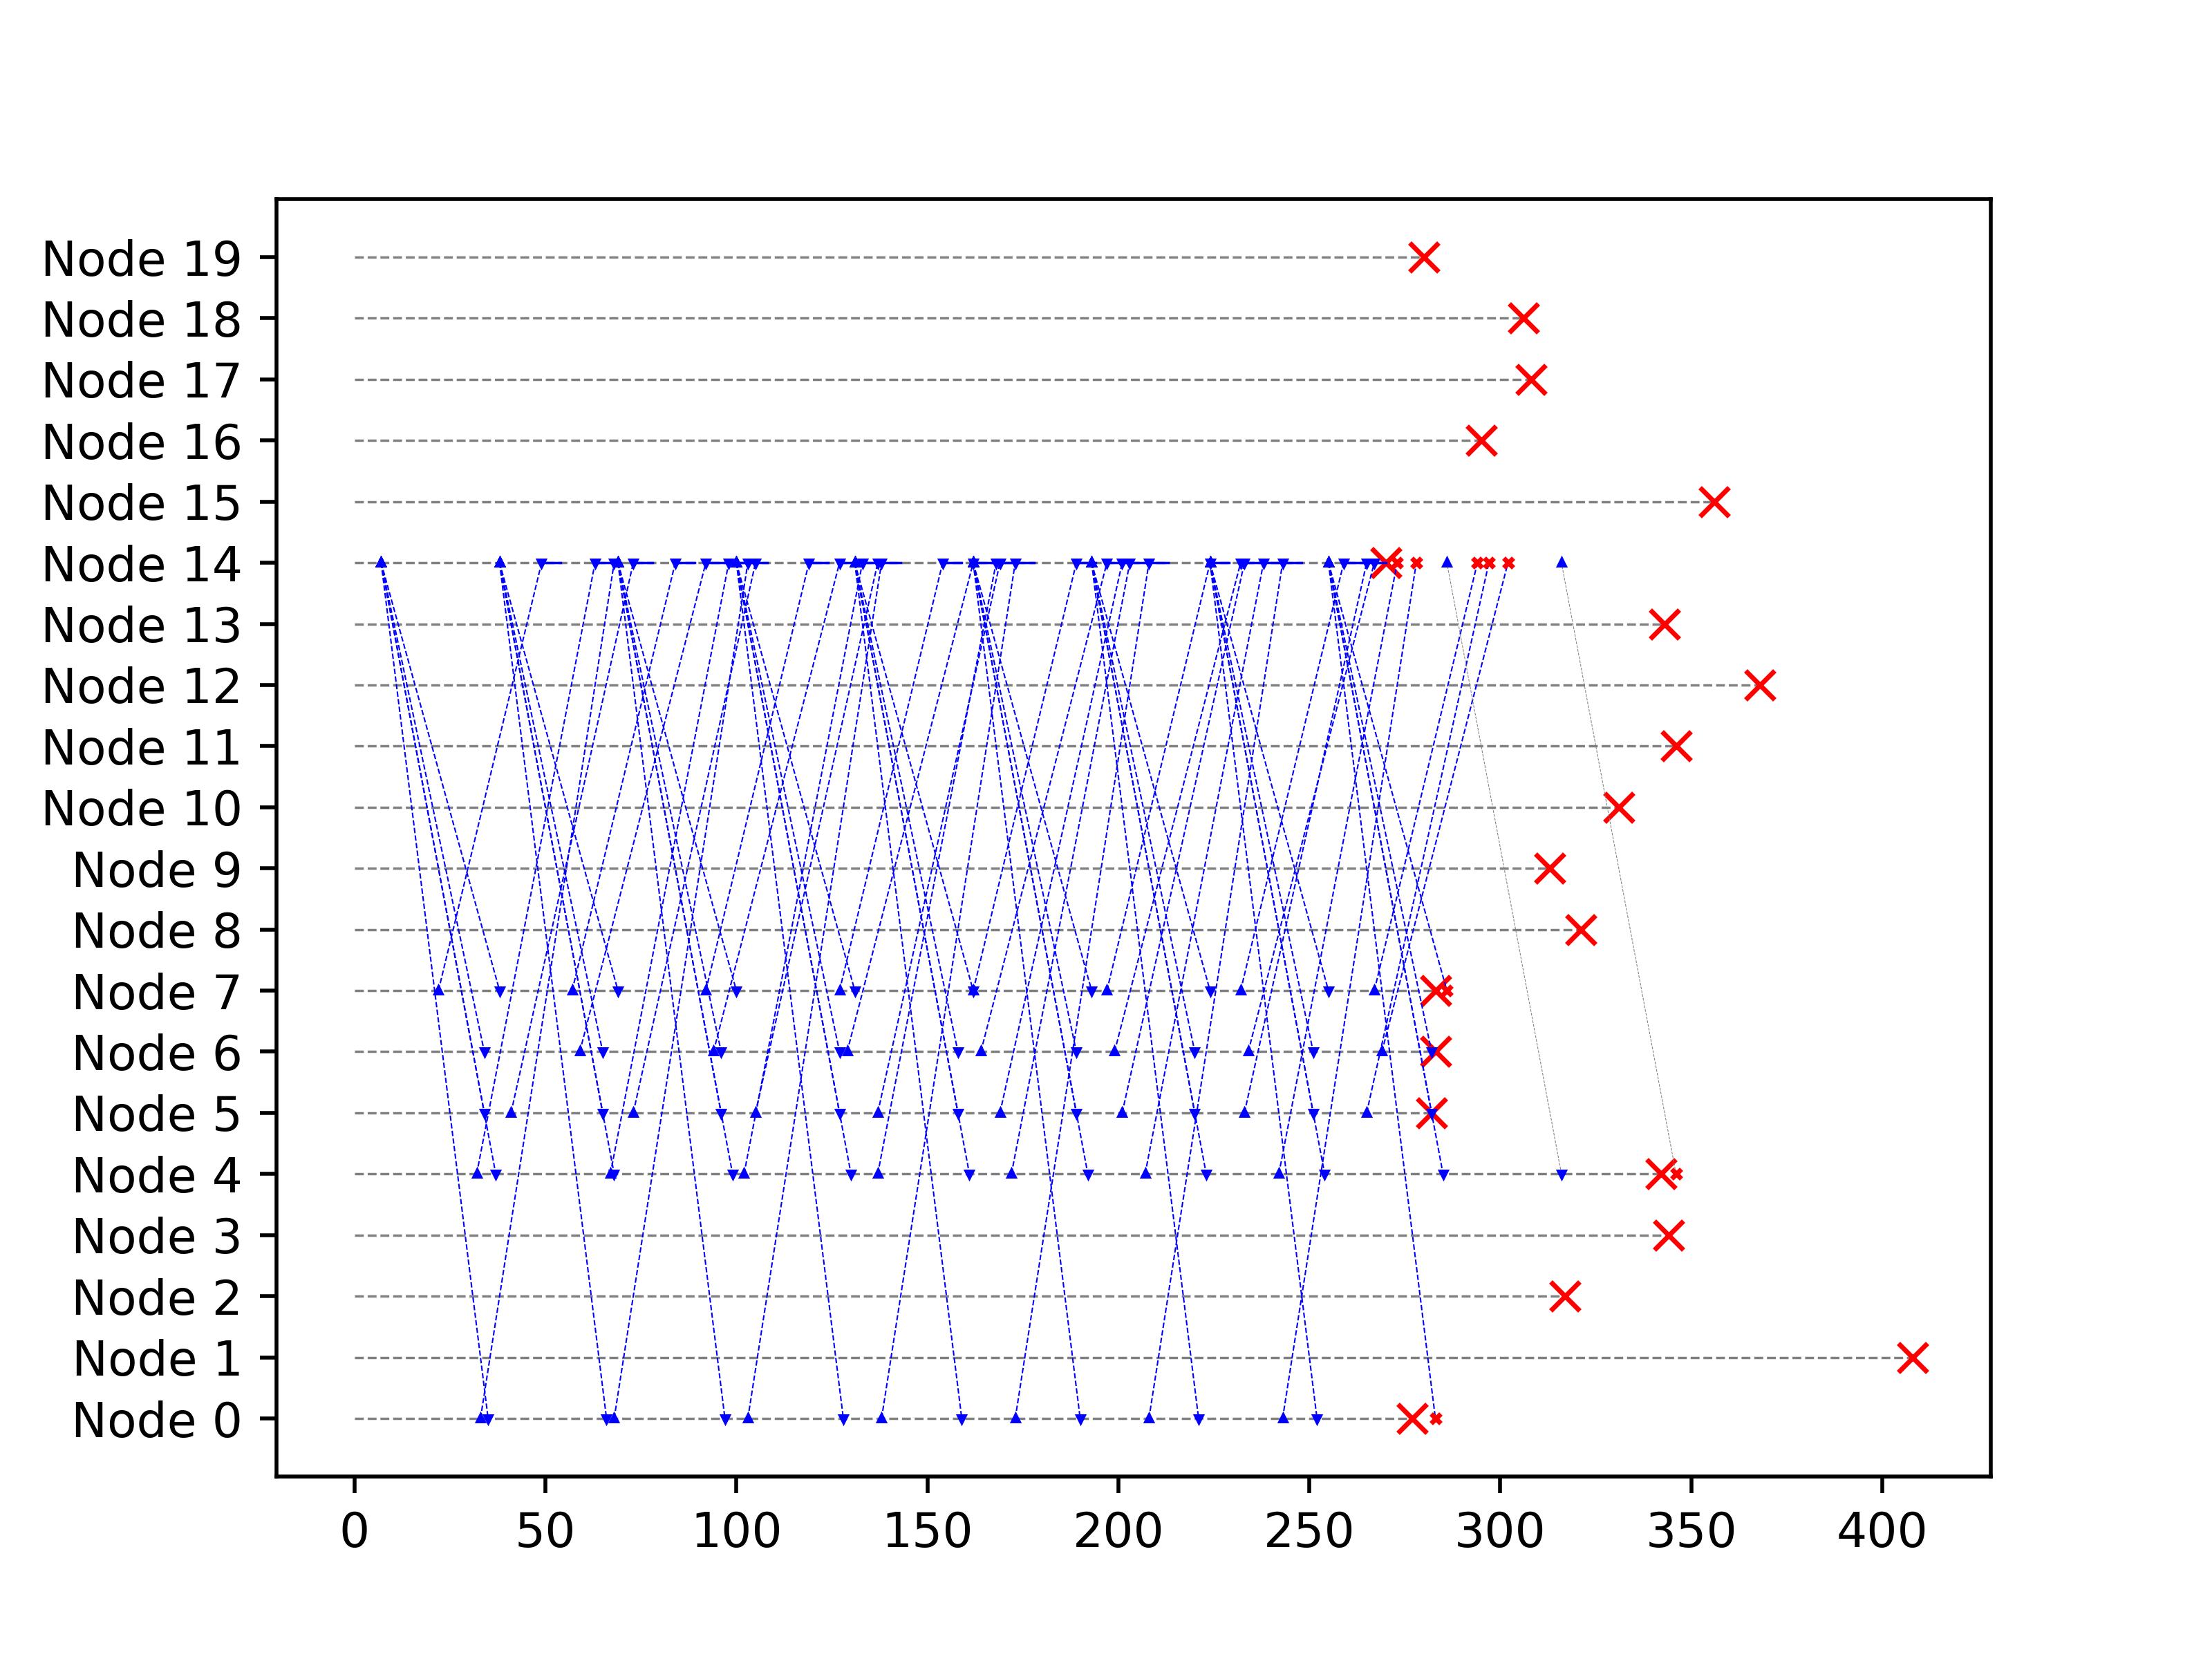 Node 19
Node 18
Node 17
Node 16
Node 15
Node 14
Node 13
Node 12
Node 11
Node 10
Node 9
Node 8
Node 7
Node 6
Node 5
Node 4
Node 3
Node 2
Node 1
Node 0
0 50 100 150 200 250 300 350 400